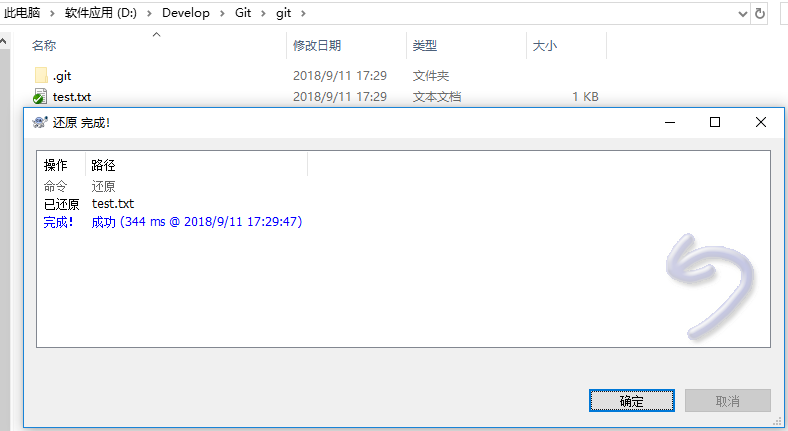 此电脑 > 软件应用 (D:) > Develop > Git > git >
名称 修改日期 类型 大小
.git 2018/9/11 17:29 文件夹
test.txt 2018/9/11 17:29 文本文档 1 KB
还原 完成!
操作 路径
命令 还原
已还原 test.txt
完成! 成功 (344 ms @ 2018/9/11 17:29:47)
确定 取消